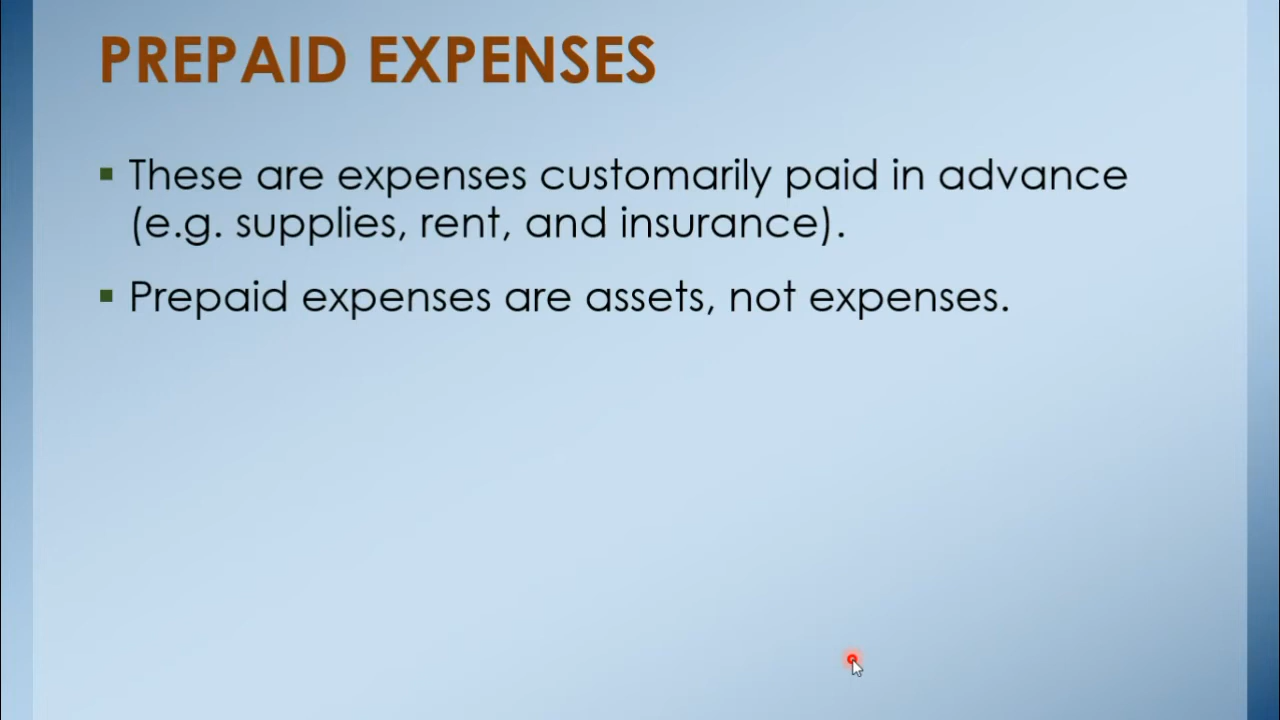 PREPAID EXPENSES
▪ These are expenses customarily paid in advance
(e.g. supplies, rent, and insurance).
▪ Prepaid expenses are assets, not expenses.